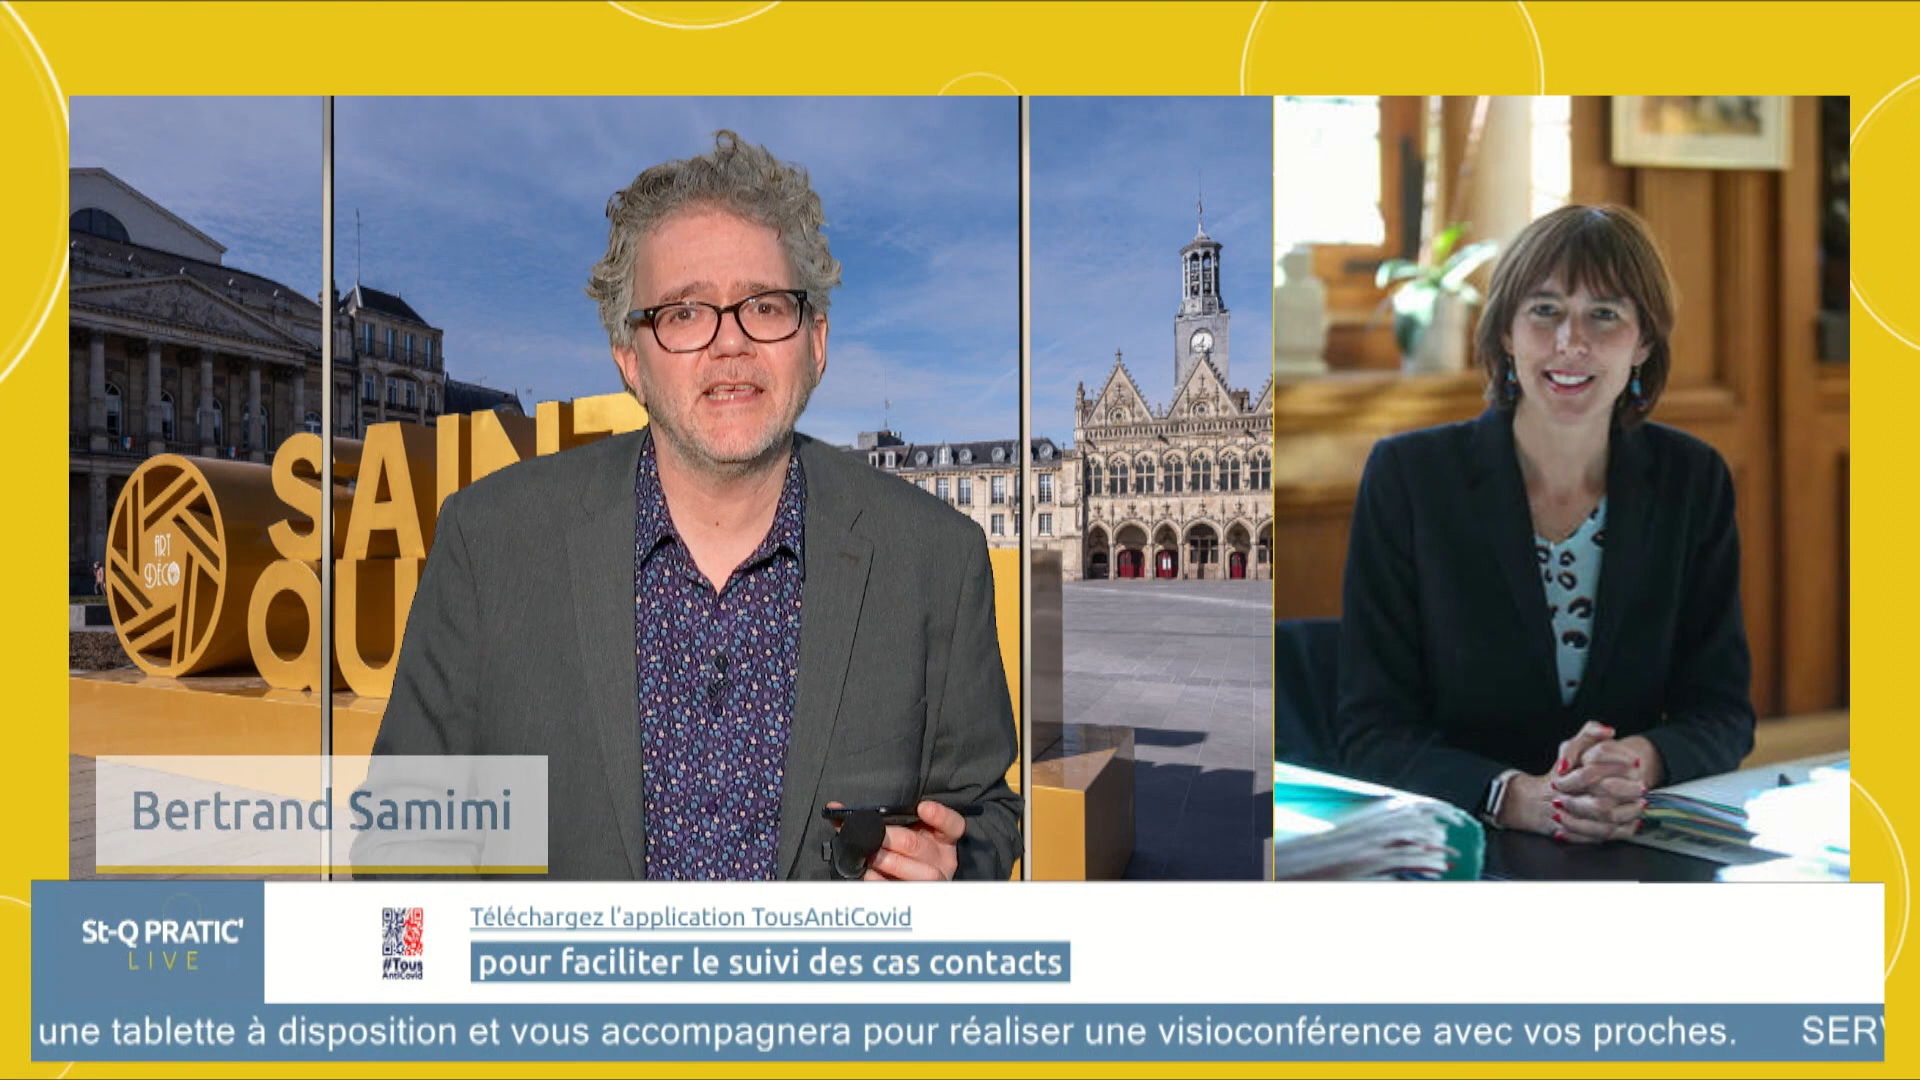 SAINT
QU
ART
DÉCO
Bertrand Samimi
St-Q PRATIC'
LIVE
#Tous
AntiCovid
Téléchargez l'application TousAntiCovid
pour faciliter le suivi des cas contacts
une tablette à disposition et vous accompagnera pour réaliser une visioconférence avec vos proches. SERV